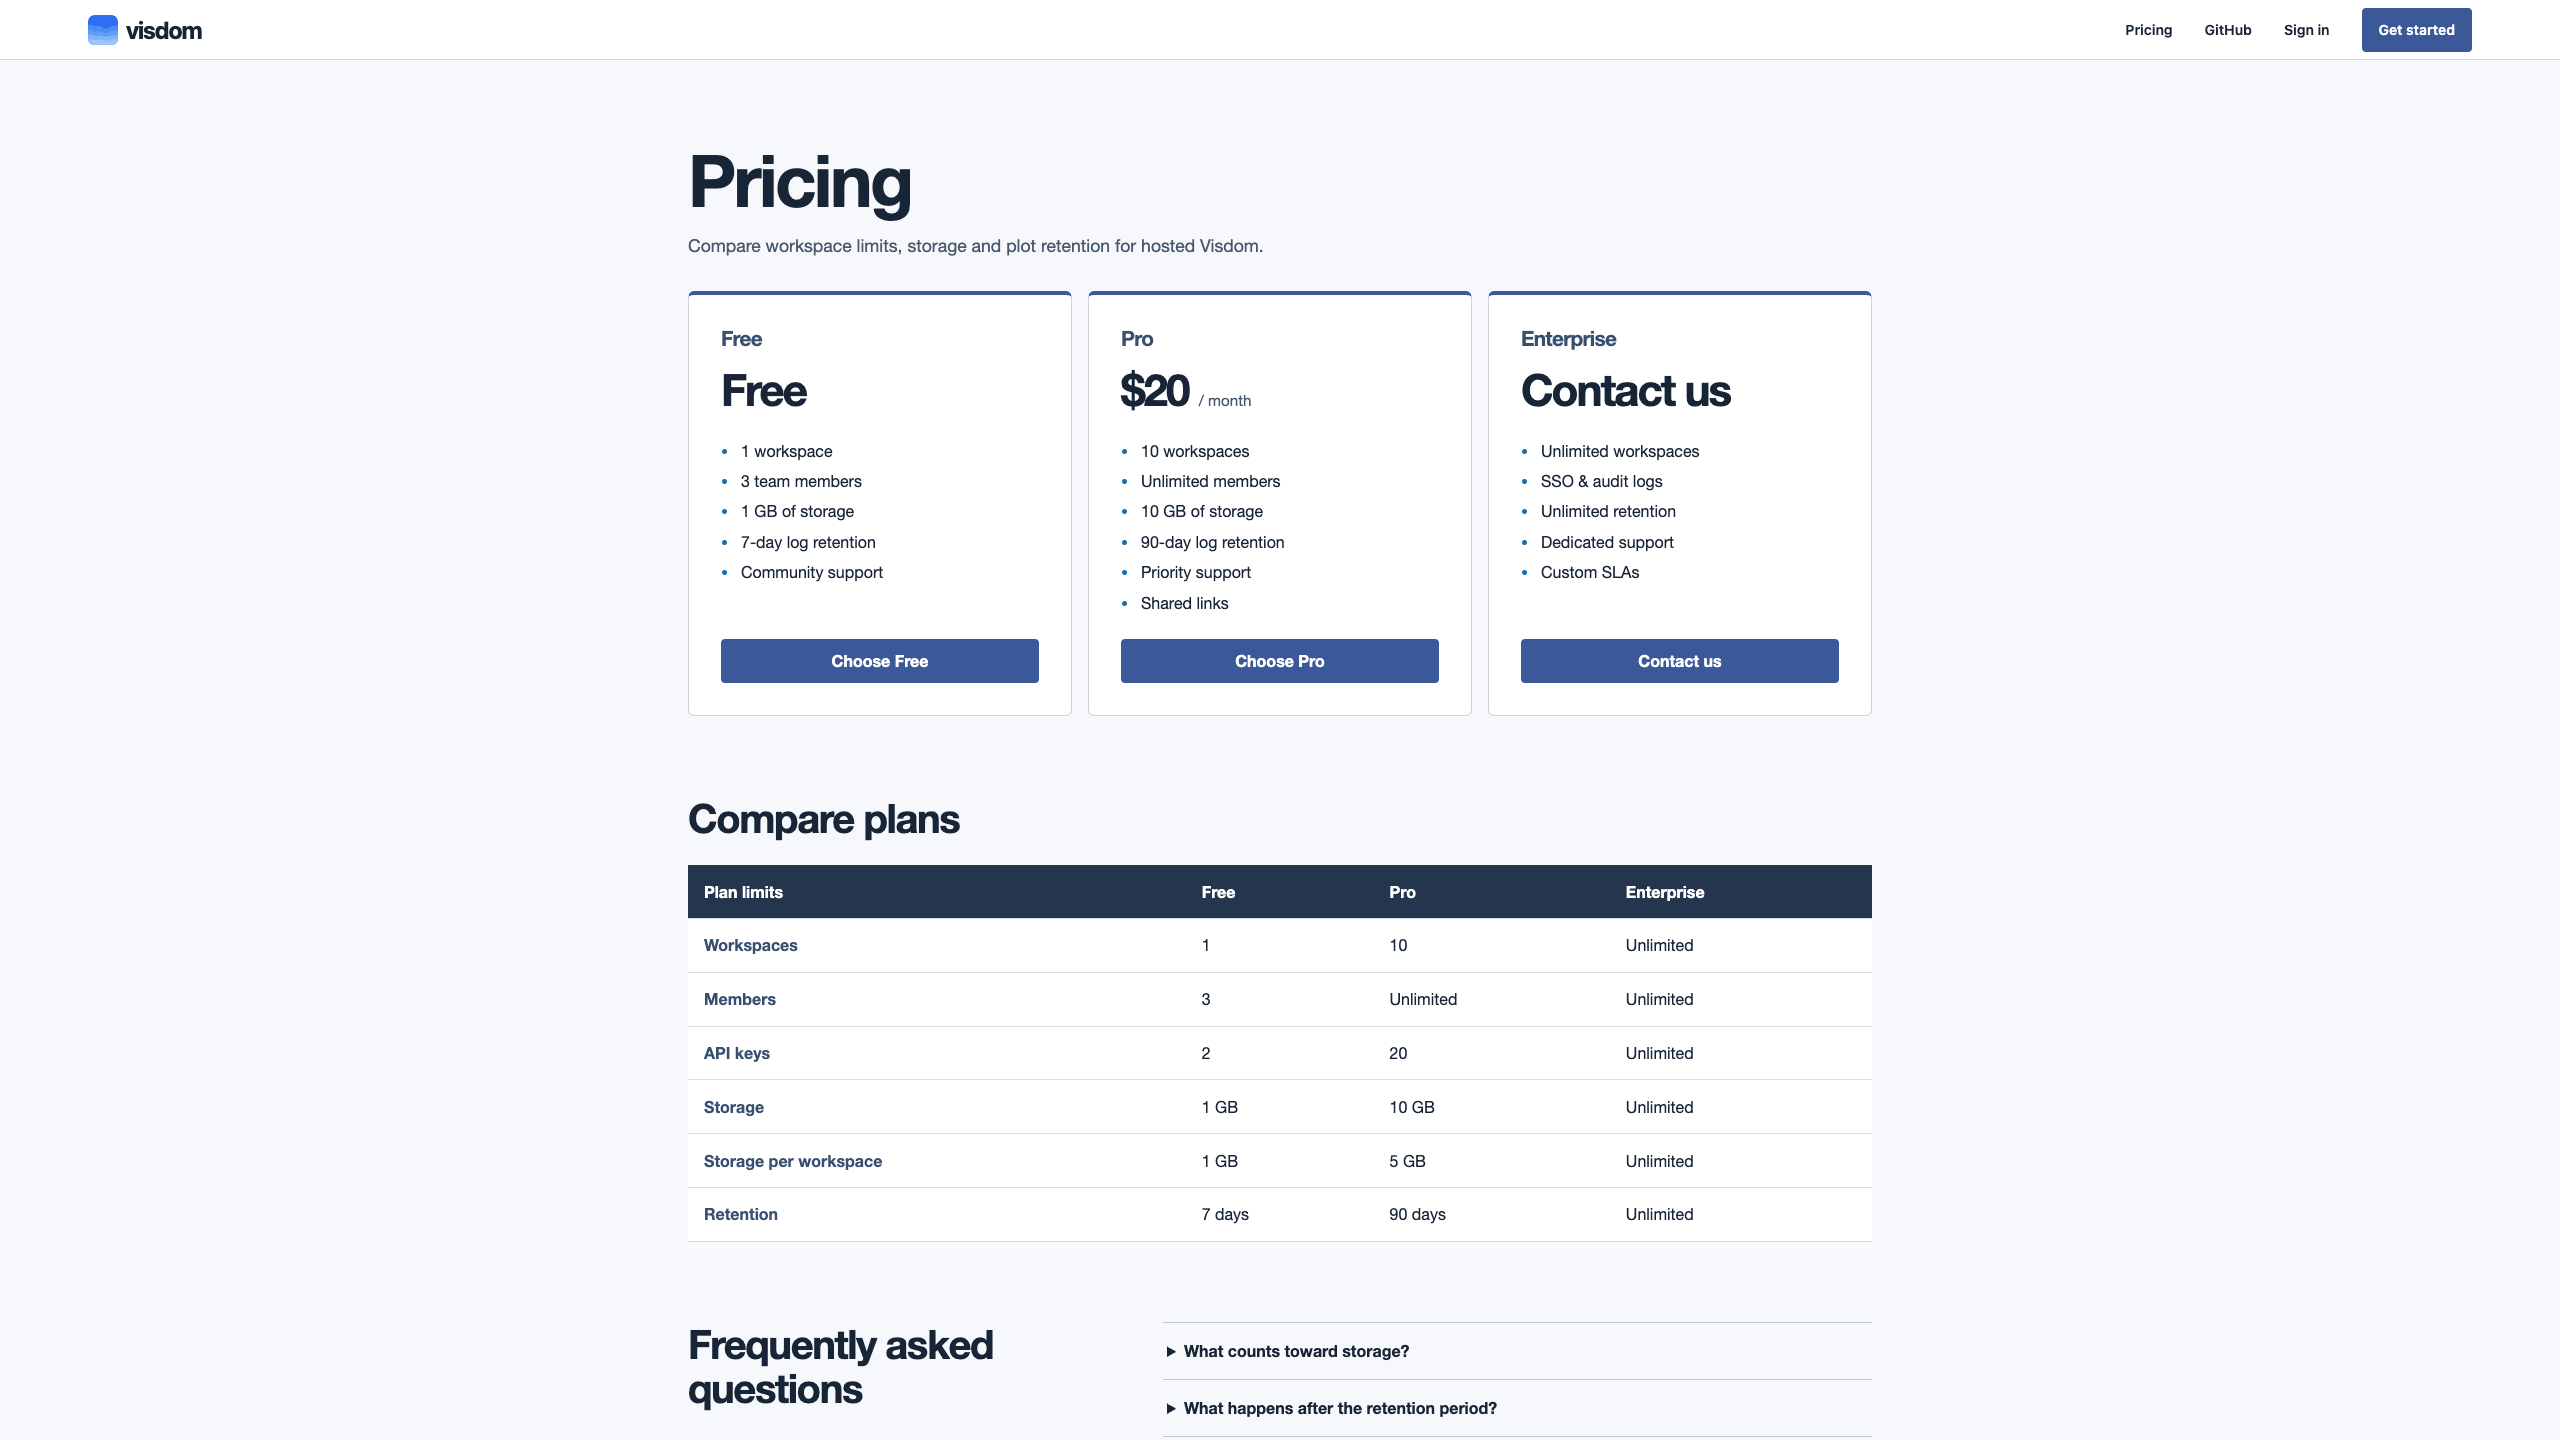 visdom
Pricing GitHub Sign in Get started
Pricing
Compare workspace limits, storage and plot retention for hosted Visdom.
Free
Free
• 1 workspace
• 3 team members
• 1 GB of storage
• 7-day log retention
• Community support
Choose Free
Pro
$20 / month
• 10 workspaces
• Unlimited members
• 10 GB of storage
• 90-day log retention
• Priority support
• Shared links
Choose Pro
Enterprise
Contact us
• Unlimited workspaces
• SSO & audit logs
• Unlimited retention
• Dedicated support
• Custom SLAs
Contact us
Compare plans
Plan limits Free Pro Enterprise
Workspaces 1 10 Unlimited
Members 3 Unlimited Unlimited
API keys 2 20 Unlimited
Storage 1 GB 10 GB Unlimited
Storage per workspace 1 GB 5 GB Unlimited
Retention 7 days 90 days Unlimited
Frequently asked
questions
What counts toward storage?
What happens after the retention period?